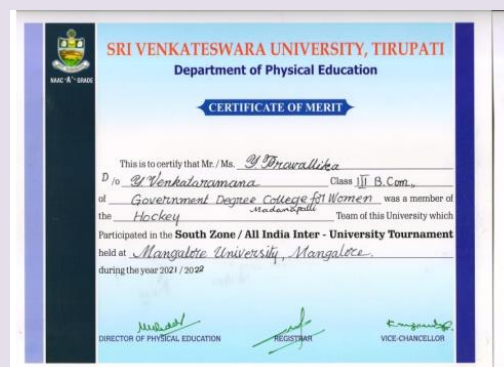 SRI VENKATESWARA UNIVERSITY, TIRUPATI
Department of Physical Education
NAAC "A+" GRADE
CERTIFICATE OF MERIT
This is to certify that Mr. / Ms. Y. Pravallika
D/o Y Venkataramana Class III B.Com.,
of Government Degree College for Women was a member of
Madanapalli
the Hockey Team of this University which
Participated in the South Zone / All India Inter - University Tournament
held at Mangalore University, Mangalore.
during the year 2021 / 2022
DIRECTOR OF PHYSICAL EDUCATION REGISTRAR VICE-CHANCELLOR